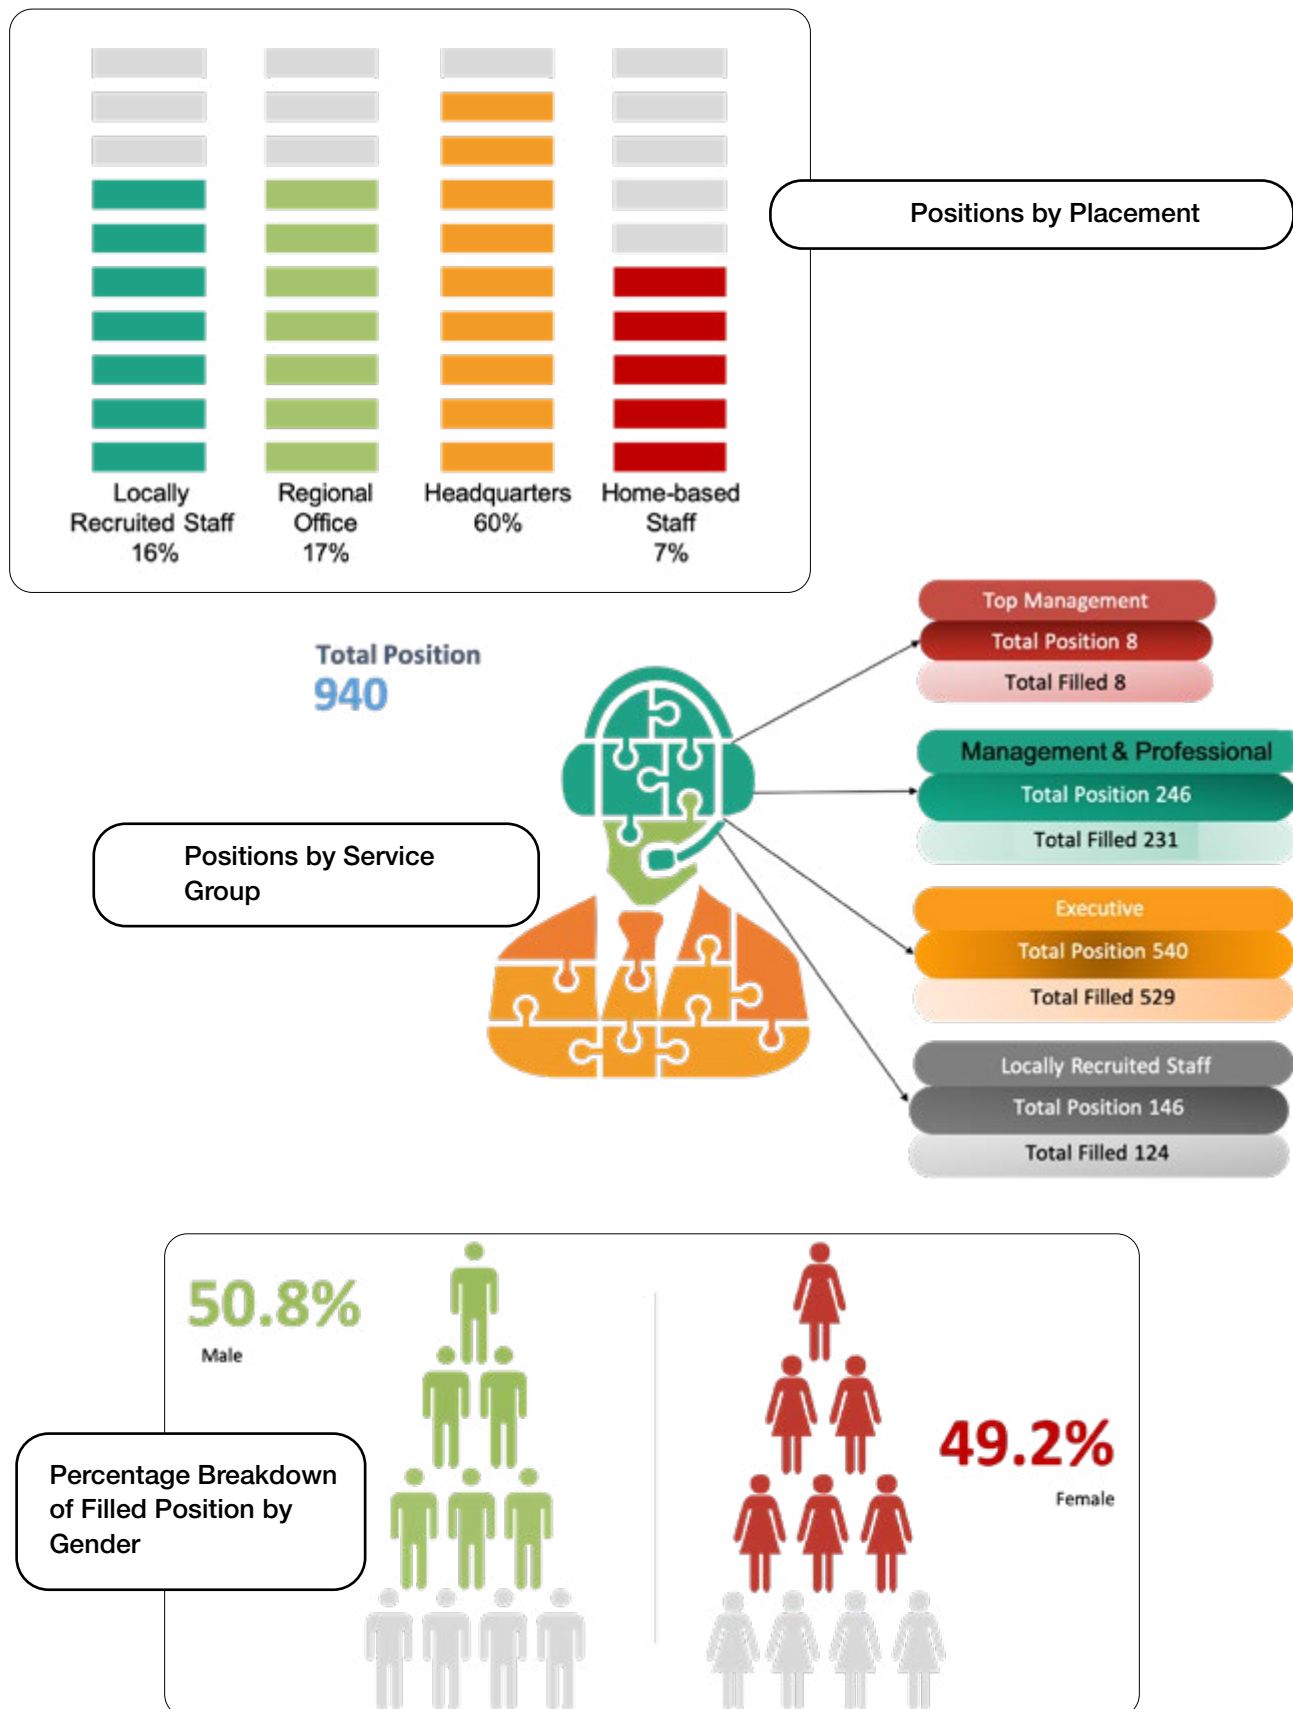 Positions by Placement
Locally
Recruited Staff
16%
Regional
Office
17%
Headquarters
60%
Home-based
Staff
7%
Total Position
940
Positions by Service
Group
Top Management
Total Position 8
Total Filled 8
Management & Professional
Total Position 246
Total Filled 231
Executive
Total Position 540
Total Filled 529
Locally Recruited Staff
Total Position 146
Total Filled 124
50.8%
Male
49.2%
Female
Percentage Breakdown
of Filled Position by
Gender